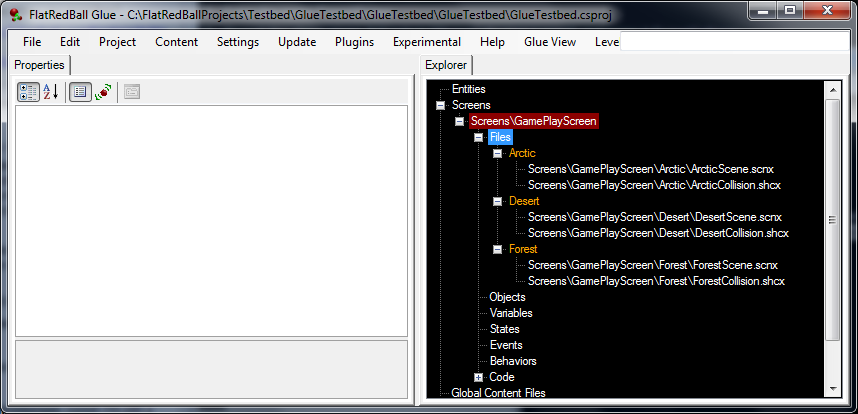 FlatRedBall Glue - C:\FlatRedBallProjects\Testbed\GlueTestbed\GlueTestbed\GlueTestbed\GlueTestbed.csproj
File Edit Project Content Settings Update Plugins Experimental Help Glue View Leve
Properties
Explorer
A
Z
Entities
Screens
Screens\GamePlayScreen
Files
Arctic
Screens\GamePlayScreen\Arctic\ArcticScene.scnx
Screens\GamePlayScreen\Arctic\ArcticCollision.shcx
Desert
Screens\GamePlayScreen\Desert\DesertScene.scnx
Screens\GamePlayScreen\Desert\DesertCollision.shcx
Forest
Screens\GamePlayScreen\Forest\ForestScene.scnx
Screens\GamePlayScreen\Forest\ForestCollision.shcx
Objects
Variables
States
Events
Behaviors
Code
Global Content Files